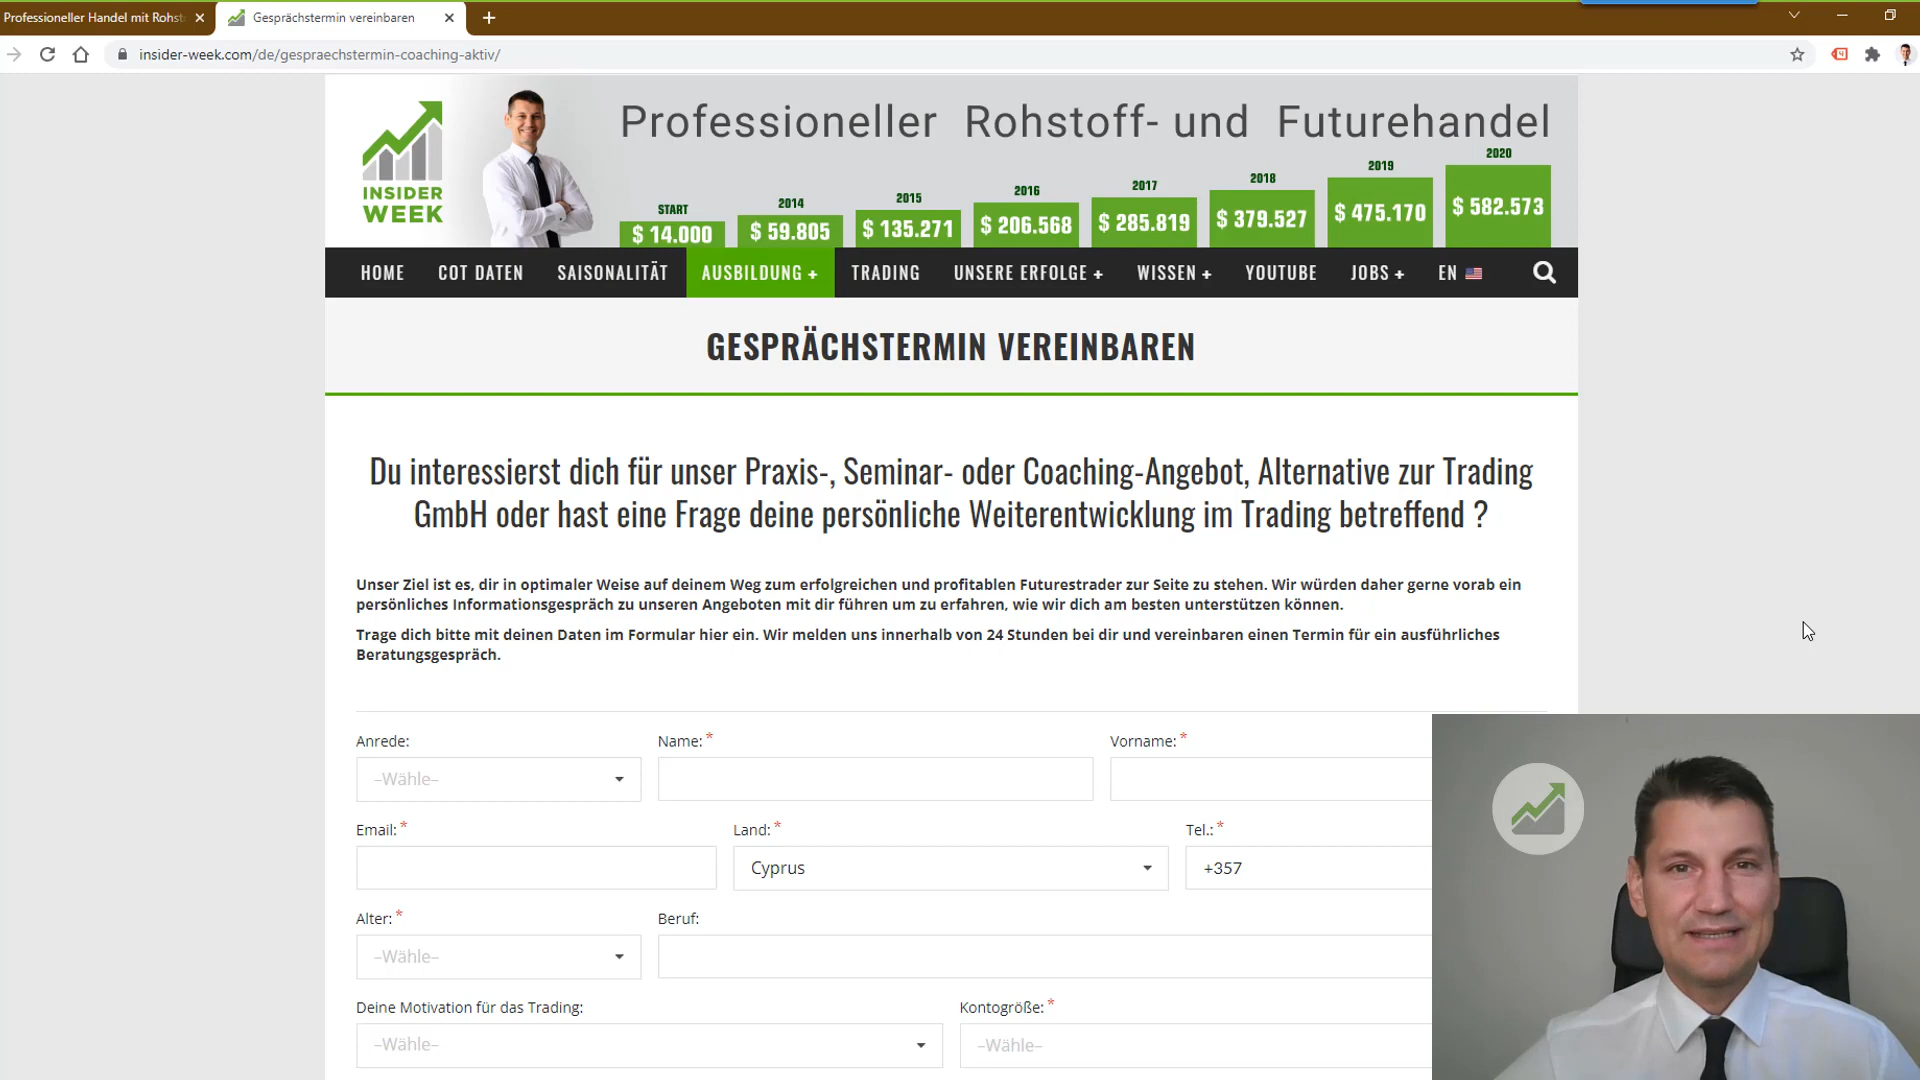 Professioneller Handel mit Rohst
Gesprächstermin vereinbaren
insider-week.com/de/gespraechstermin-coaching-aktiv/
INSIDER
WEEK
Professioneller Rohstoff- und Futurehandel
START
$ 14.000
2014
$ 59.805
2015
$ 135.271
2016
$ 206.568
2017
$ 285.819
2018
$ 379.527
2019
$ 475.170
2020
$ 582.573
HOME COT DATEN SAISONALITÄT AUSBILDUNG + TRADING UNSERE ERFOLGE + WISSEN + YOUTUBE JOBS + EN
GESPRÄCHSTERMIN VEREINBAREN
Du interessierst dich für unser Praxis-, Seminar- oder Coaching-Angebot, Alternative zur Trading
GmbH oder hast eine Frage deine persönliche Weiterentwicklung im Trading betreffend ?
Unser Ziel ist es, dir in optimaler Weise auf deinem Weg zum erfolgreichen und profitablen Futurestrader zur Seite zu stehen. Wir würden daher gerne vorab ein
persönliches Informationsgespräch zu unseren Angeboten mit dir führen um zu erfahren, wie wir dich am besten unterstützen können.
Trage dich bitte mit deinen Daten im Formular hier ein. Wir melden uns innerhalb von 24 Stunden bei dir und vereinbaren einen Termin für ein ausführliches
Beratungsgespräch.
Anrede: Name: * Vorname: *
–Wähle–
Email: * Land: * Tel.: *
Cyprus +357
Alter: * Beruf:
–Wähle–
Deine Motivation für das Trading: Kontogröße: *
–Wähle– –Wähle–